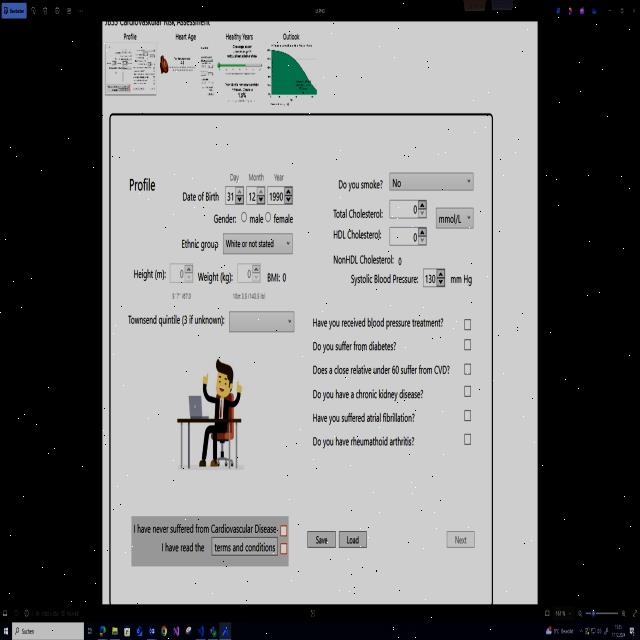 JBS3 Cardiovascular Risk Assessment
Profile Heart Age Healthy Years Outlook
Profile
Day Month Year
Date of Birth 31 12 1990
Gender: male female
Ethnic group White or not stated
Height (m): 0 Weight (kg): 0 BMI: 0
Townsend quintile (3 if unknown):
Do you smoke? No
Total Cholesterol: 0 mmol/L
HDL Cholesterol: 0
NonHDL Cholesterol: 0
Systolic Blood Pressure: 130 mm Hg
Have you received blood pressure treatment?
Do you suffer from diabetes?
Does a close relative under 60 suffer from CVD?
Do you have a chronic kidney disease?
Have you suffered atrial fibrillation?
Do you have rheumathoid arthritis?
I have never suffered from Cardiovascular Disease
I have read the terms and conditions
Save Load Next
Suchen